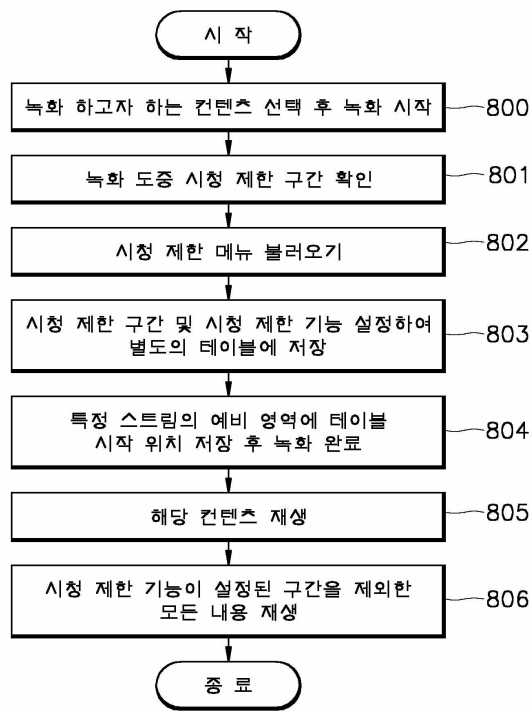 시 작
녹화 하고자 하는 컨텐츠 선택 후 녹화 시작
800
녹화 도중 시청 제한 구간 확인
801
시청 제한 메뉴 불러오기
802
시청 제한 구간 및 시청 제한 기능 설정하여
별도의 테이블에 저장
803
특정 스트림의 예비 영역에 테이블
시작 위치 저장 후 녹화 완료
804
해당 컨텐츠 재생
805
시청 제한 기능이 설정된 구간을 제외한
모든 내용 재생
806
종 료